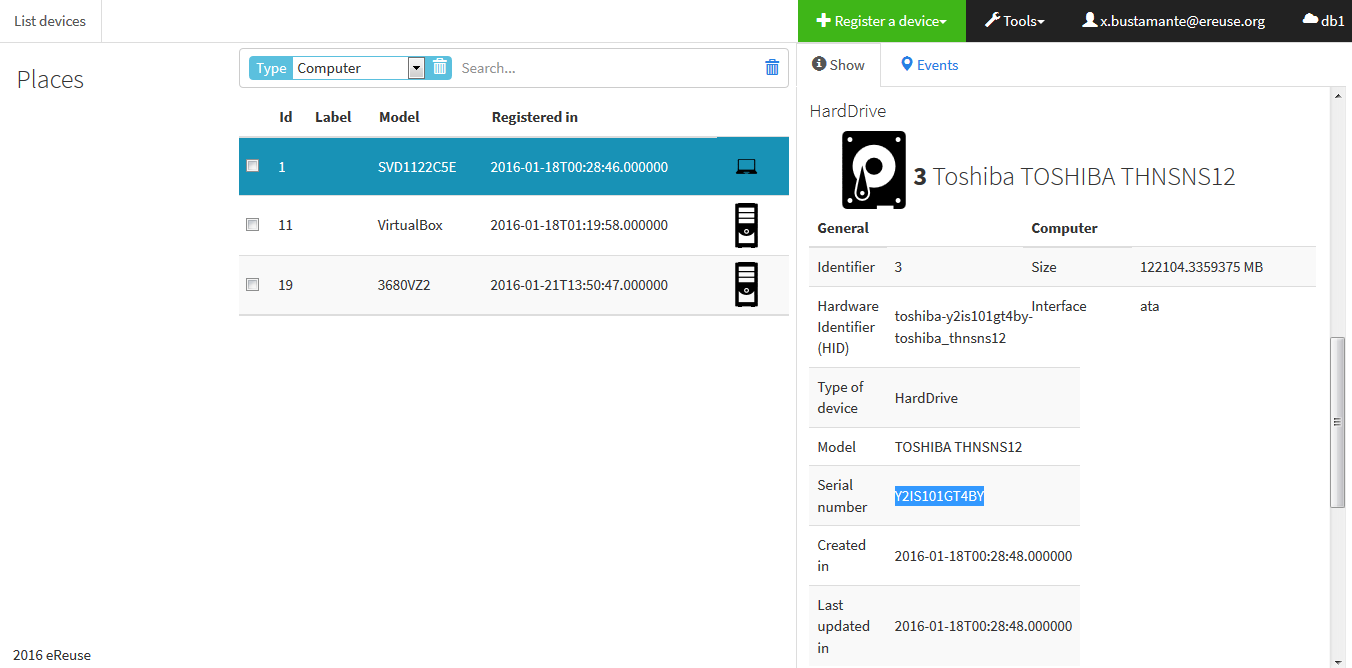 List devices
Register a device
Tools
x.bustamante@ereuse.org
db1
Places
Type Computer Search...
Id Label Model Registered in
1 SVD1122C5E 2016-01-18T00:28:46.000000
11 VirtualBox 2016-01-18T01:19:58.000000
19 3680VZ2 2016-01-21T13:50:47.000000
2016 eReuse
Show Events
HardDrive
3 Toshiba TOSHIBA THNSNS12
General Computer
Identifier 3 Size 122104.3359375 MB
Hardware
Identifier
(HID)
toshiba-y2is101gt4by-
toshiba_thnsns12
Interface ata
Type of
device
HardDrive
Model TOSHIBA THNSNS12
Serial
number
Y2IS101GT4BY
Created
in
2016-01-18T00:28:48.000000
Last
updated
in
2016-01-18T00:28:48.000000